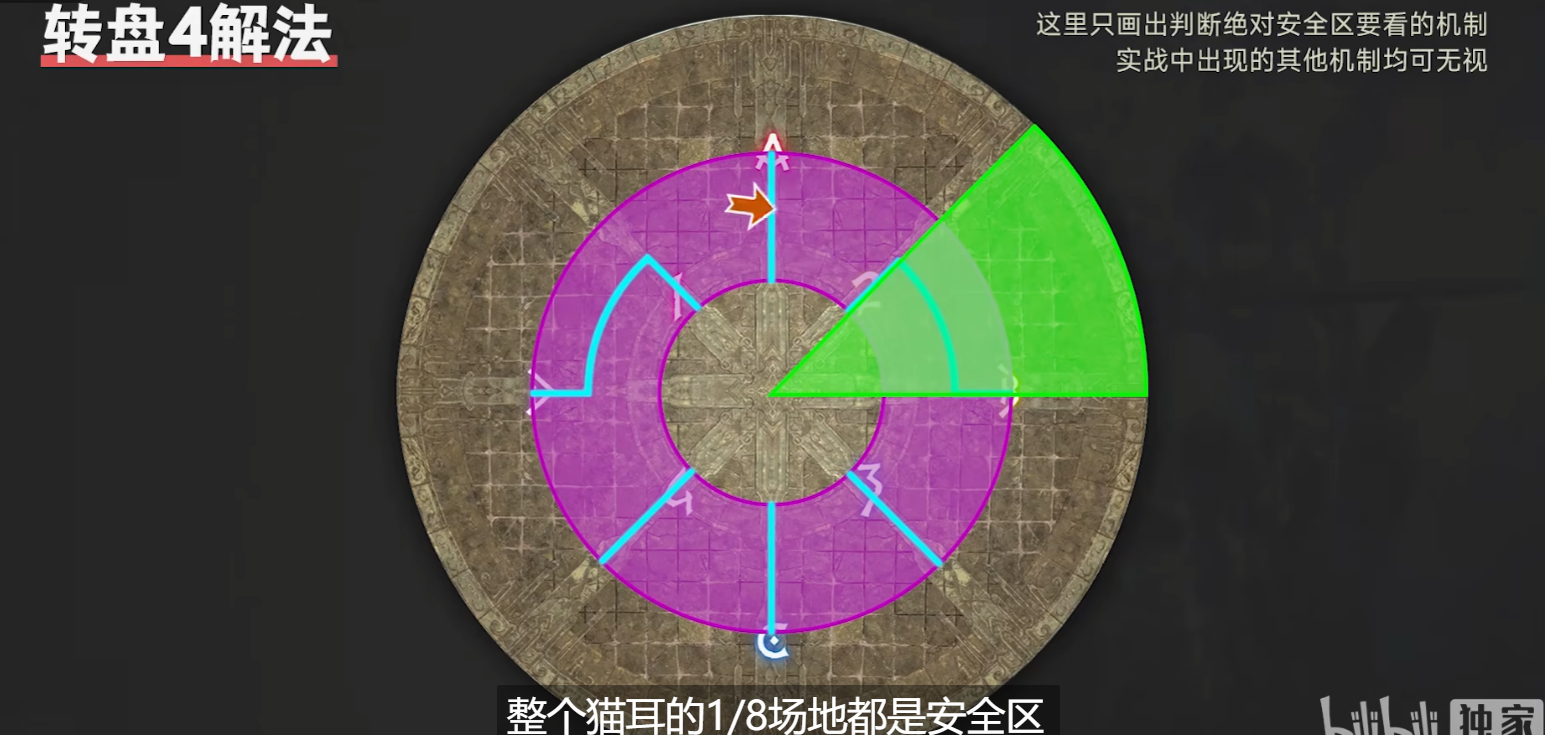 转盘4解法
这里只画出判断绝对安全区要看的机制
实战中出现的其他机制均可无视
A
1
2
3
C
整个猫耳的1/8场地都是安全区
bilibili 独家